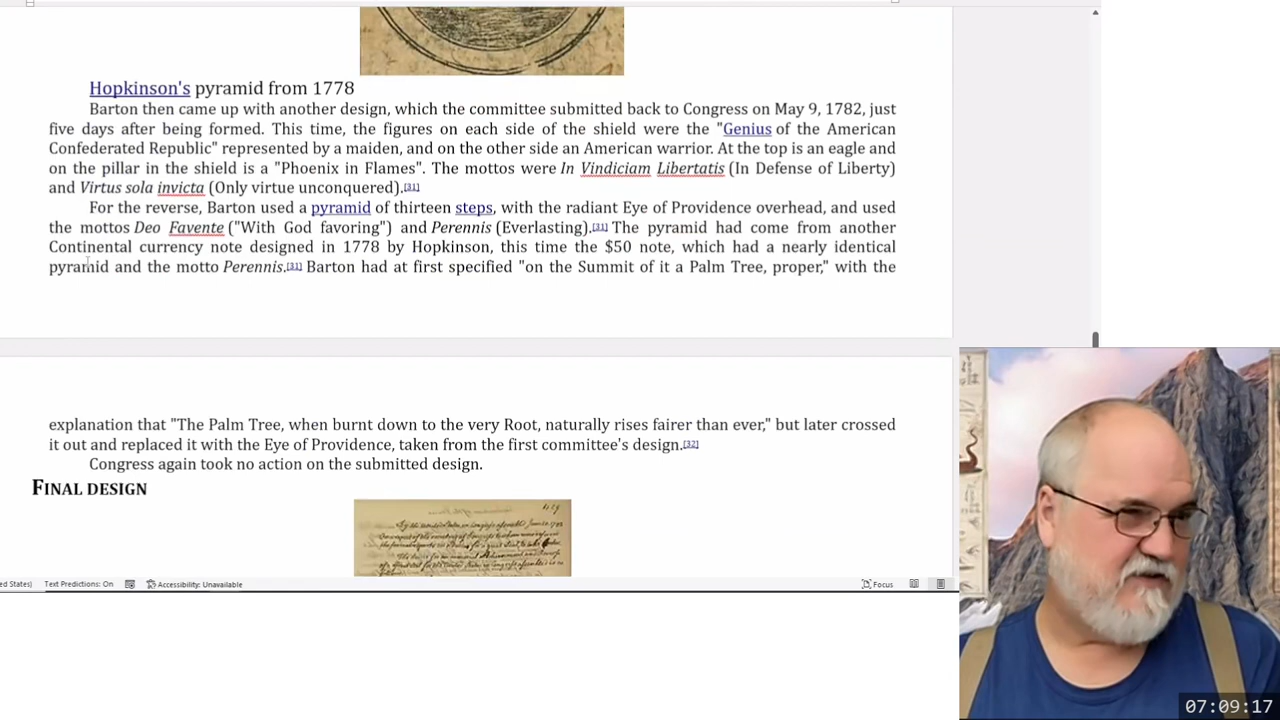 Hopkinson's pyramid from 1778
Barton then came up with another design, which the committee submitted back to Congress on May 9, 1782, just
five days after being formed. This time, the figures on each side of the shield were the "Genius of the American
Confederated Republic" represented by a maiden, and on the other side an American warrior. At the top is an eagle and
on the pillar in the shield is a "Phoenix in Flames". The mottos were In Vindiciam Libertatis (In Defense of Liberty)
and Virtus sola invicta (Only virtue unconquered).[31]
For the reverse, Barton used a pyramid of thirteen steps, with the radiant Eye of Providence overhead, and used
the mottos Deo Favente ("With God favoring") and Perennis (Everlasting).[31] The pyramid had come from another
Continental currency note designed in 1778 by Hopkinson, this time the $50 note, which had a nearly identical
pyramid and the motto Perennis.[31] Barton had at first specified "on the Summit of it a Palm Tree, proper," with the
explanation that "The Palm Tree, when burnt down to the very Root, naturally rises fairer than ever," but later crossed
it out and replaced it with the Eye of Providence, taken from the first committee's design.[32]
Congress again took no action on the submitted design.
FINAL DESIGN
ed States) Text Predictions: On Accessibility: Unavailable Focus
07:09:17